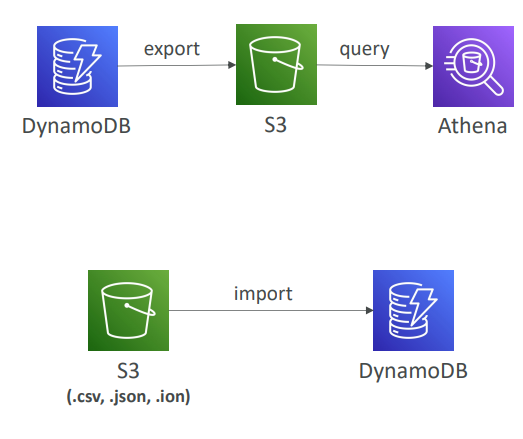 export
query
DynamoDB
S3
Athena
import
S3
DynamoDB
(.csv, .json, .ion)